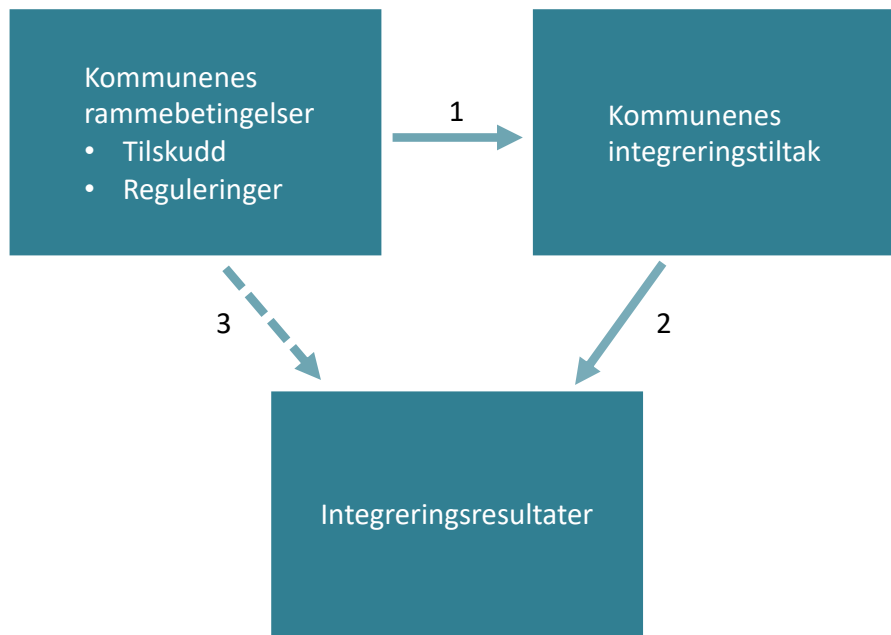 Kommunenes
rammebetingelser
• Tilskudd
• Reguleringer
1
Kommunenes
integreringstiltak
3
2
Integreringsresultater